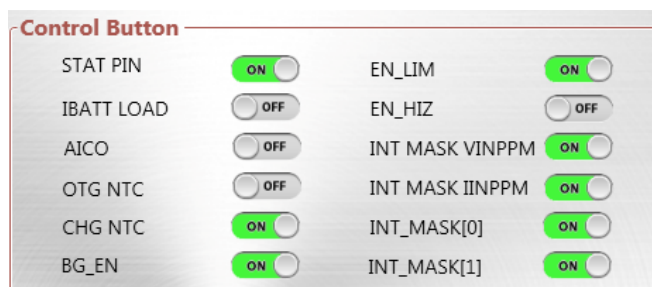 Control Button
STAT PIN ON EN_LIM ON
IBATT LOAD OFF EN_HIZ OFF
AICO OFF INT MASK VINPPM ON
OTG NTC OFF INT MASK IINPPM ON
CHG NTC ON INT_MASK[0] ON
BG_EN ON INT_MASK[1] ON